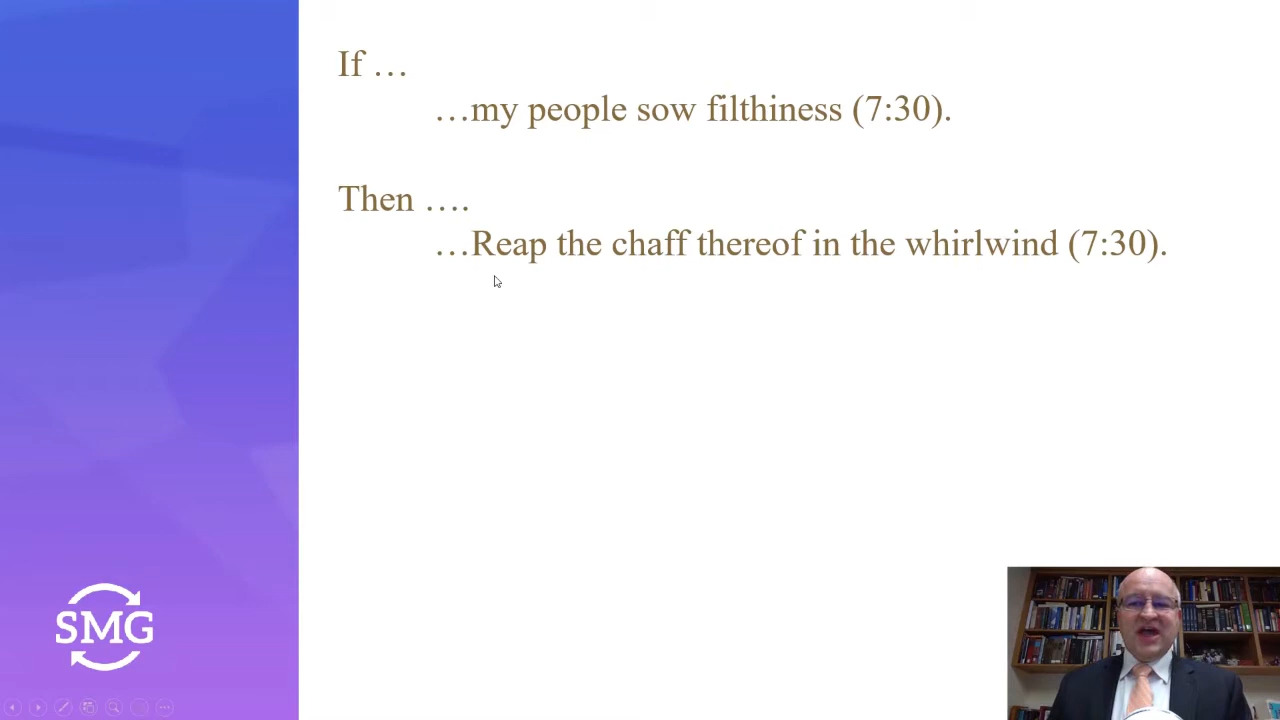 If …
…my people sow filthiness (7:30).
Then ….
…Reap the chaff thereof in the whirlwind (7:30).
SMG